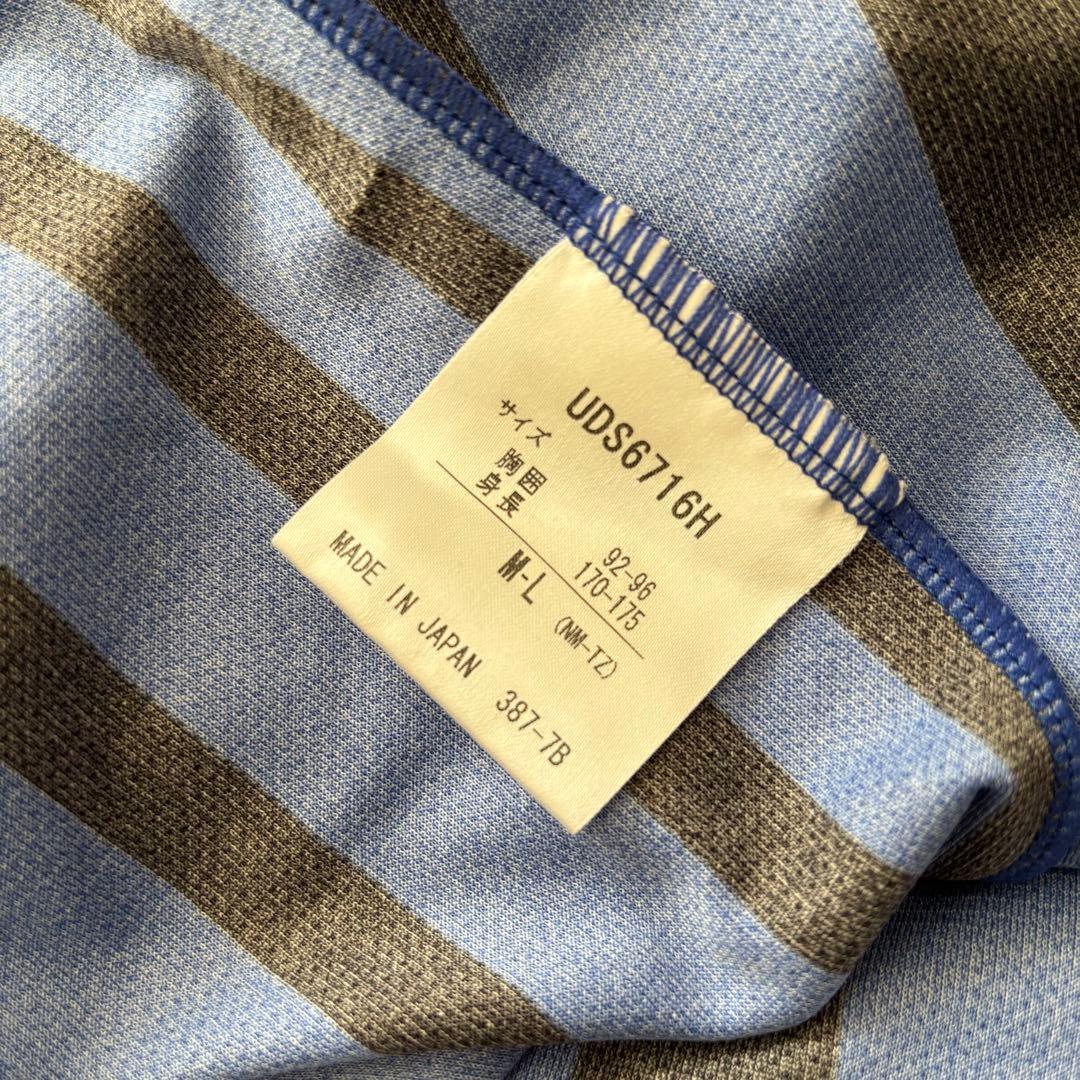 UDS6716H
サイズ
胸囲 92-96
身長 170-175
M-L (NM-TZ)
MADE IN JAPAN 387-7B